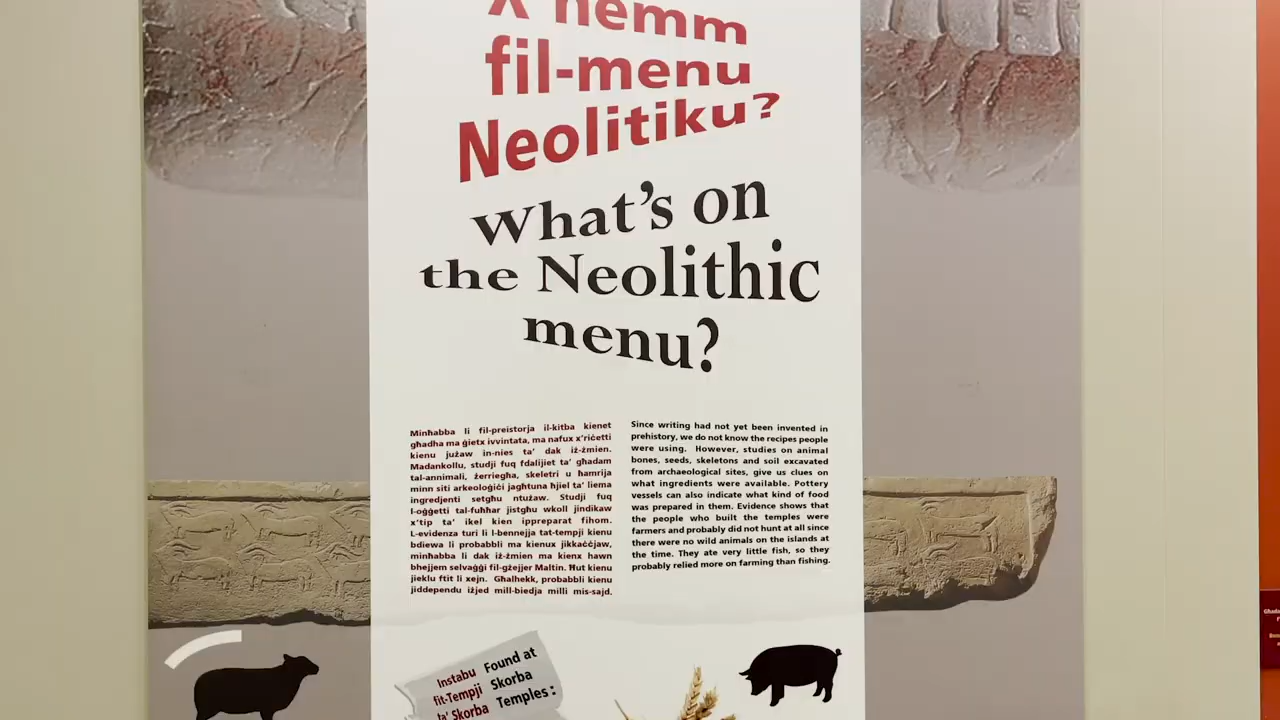 X'hemm
fil-menu
Neolitiku?
What's on
the Neolithic
menu?
Minħabba li fil-preistorja il-kitba kienet
għadha ma ġietx ivvintata, ma nafux x'riċetti
kienu jużaw in-nies ta' dak iż-żmien.
Madankollu, studji fuq fdalijiet ta' għadam
tal-annimali, żerriegħa, skeletri u ħamrija
minn siti arkeoloġiċi jagħtuna ħjiel ta' liema
ingredjenti setgħu ntużaw. Studji fuq
l-oġġetti tal-fuħħar jistgħu wkoll jindikaw
x'tip ta' ikel kien ippreparat fihom.
L-evidenza turi li l-bennejja tat-tempji kienu
bdiewa li probabbli ma kienux jikkaċċjaw,
minħabba li dak iż-żmien ma kienx hawn
bhejjem selvaġġi fil-gżejjer Maltin. Ħut kienu
jieklu ftit li xejn. Għalhekk, probabbli kienu
jiddependu iżjed mill-biedja milli mis-sajd.
Since writing had not yet been invented in
prehistory, we do not know the recipes people
were using. However, studies on animal
bones, seeds, skeletons and soil excavated
from archaeological sites, give us clues on
what ingredients were available. Pottery
vessels can also indicate what kind of food
was prepared in them. Evidence shows that
the people who built the temples were
farmers and probably did not hunt at all since
there were no wild animals on the islands at
the time. They ate very little fish, so they
probably relied more on farming than fishing.
Instabu
fit-Tempji
ta' Skorba
Found at
Skorba
Temples: